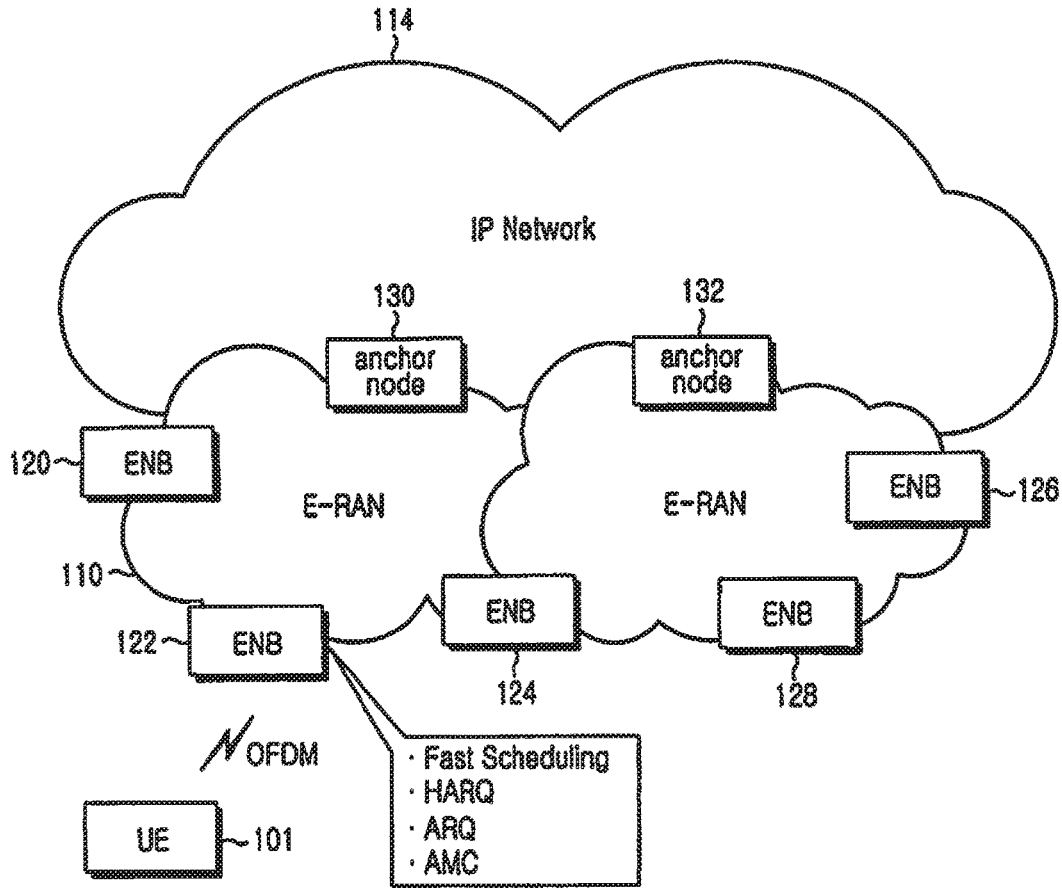 114
IP Network
130
132
anchor
node
anchor
node
120
ENB
E-RAN
E-RAN
ENB
126
110
122
ENB
ENB
ENB
124
128
OFDM
· Fast Scheduling
· HARQ
· ARQ
· AMC
UE
101